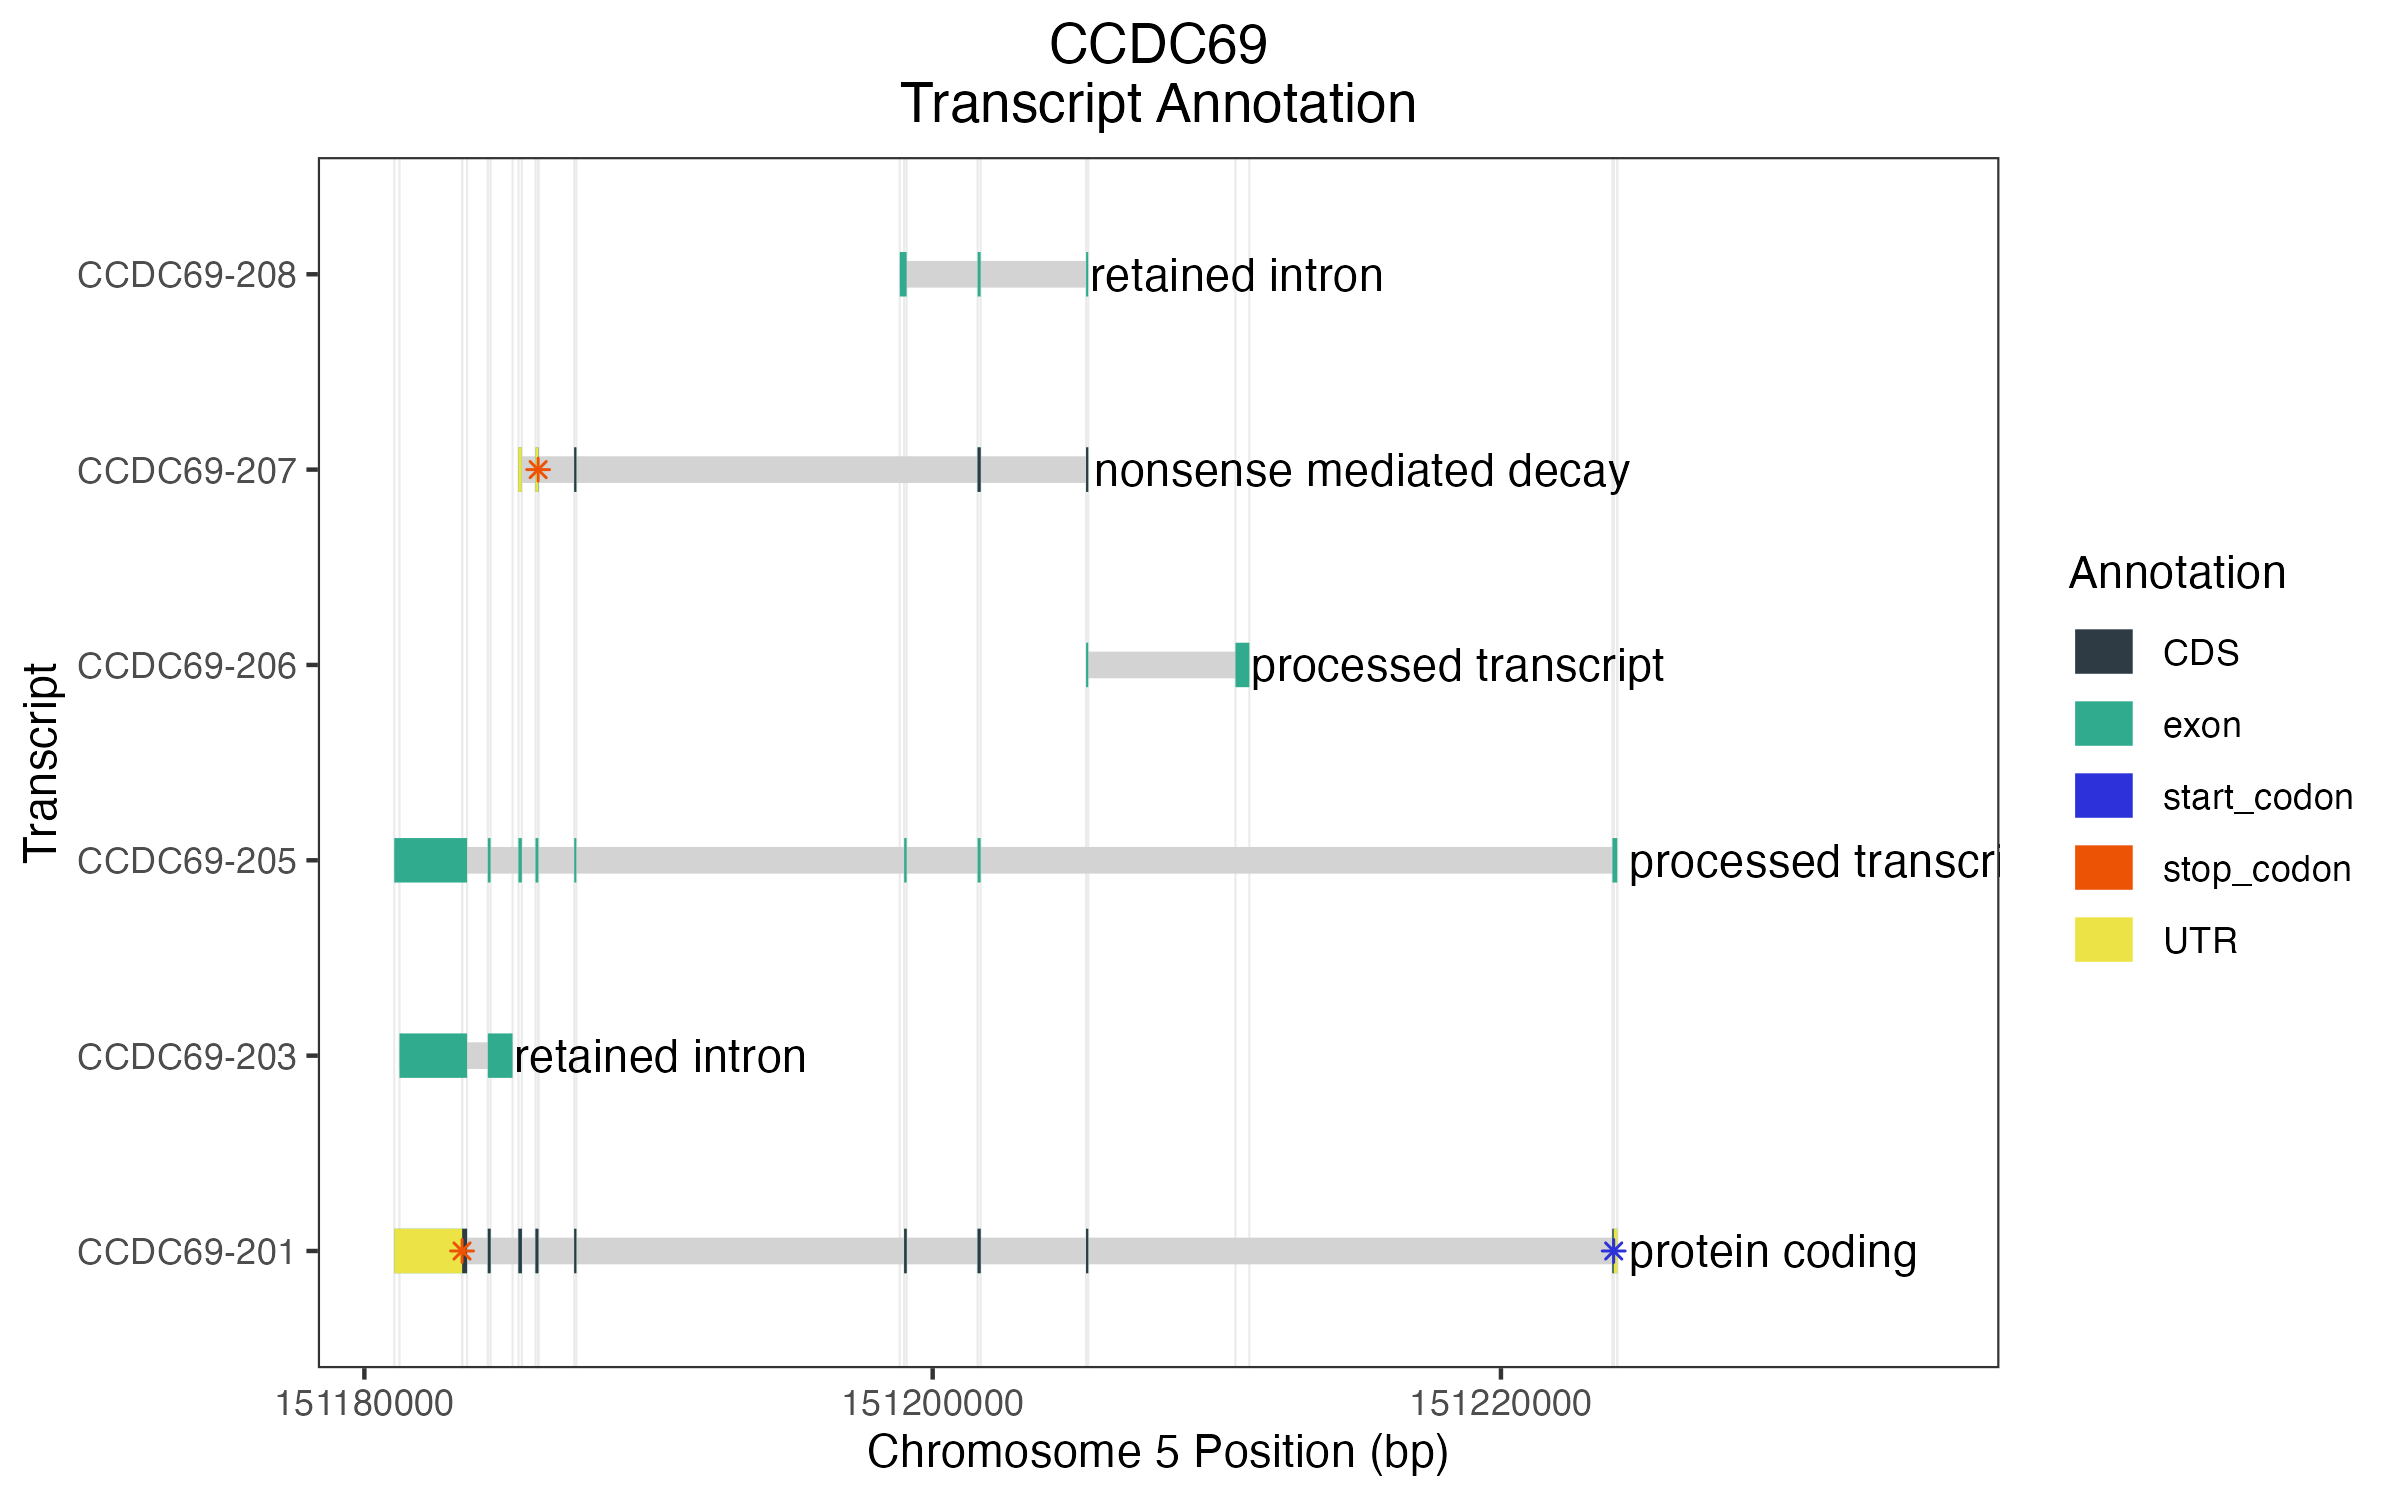 CCDC69
Transcript Annotation
Transcript
CCDC69-208
retained intron
CCDC69-207
nonsense mediated decay
CCDC69-206
processed transcript
CCDC69-205
processed transcri
CCDC69-203
retained intron
CCDC69-201
protein coding
151180000
151200000
151220000
Chromosome 5 Position (bp)
Annotation
CDS
exon
start_codon
stop_codon
UTR